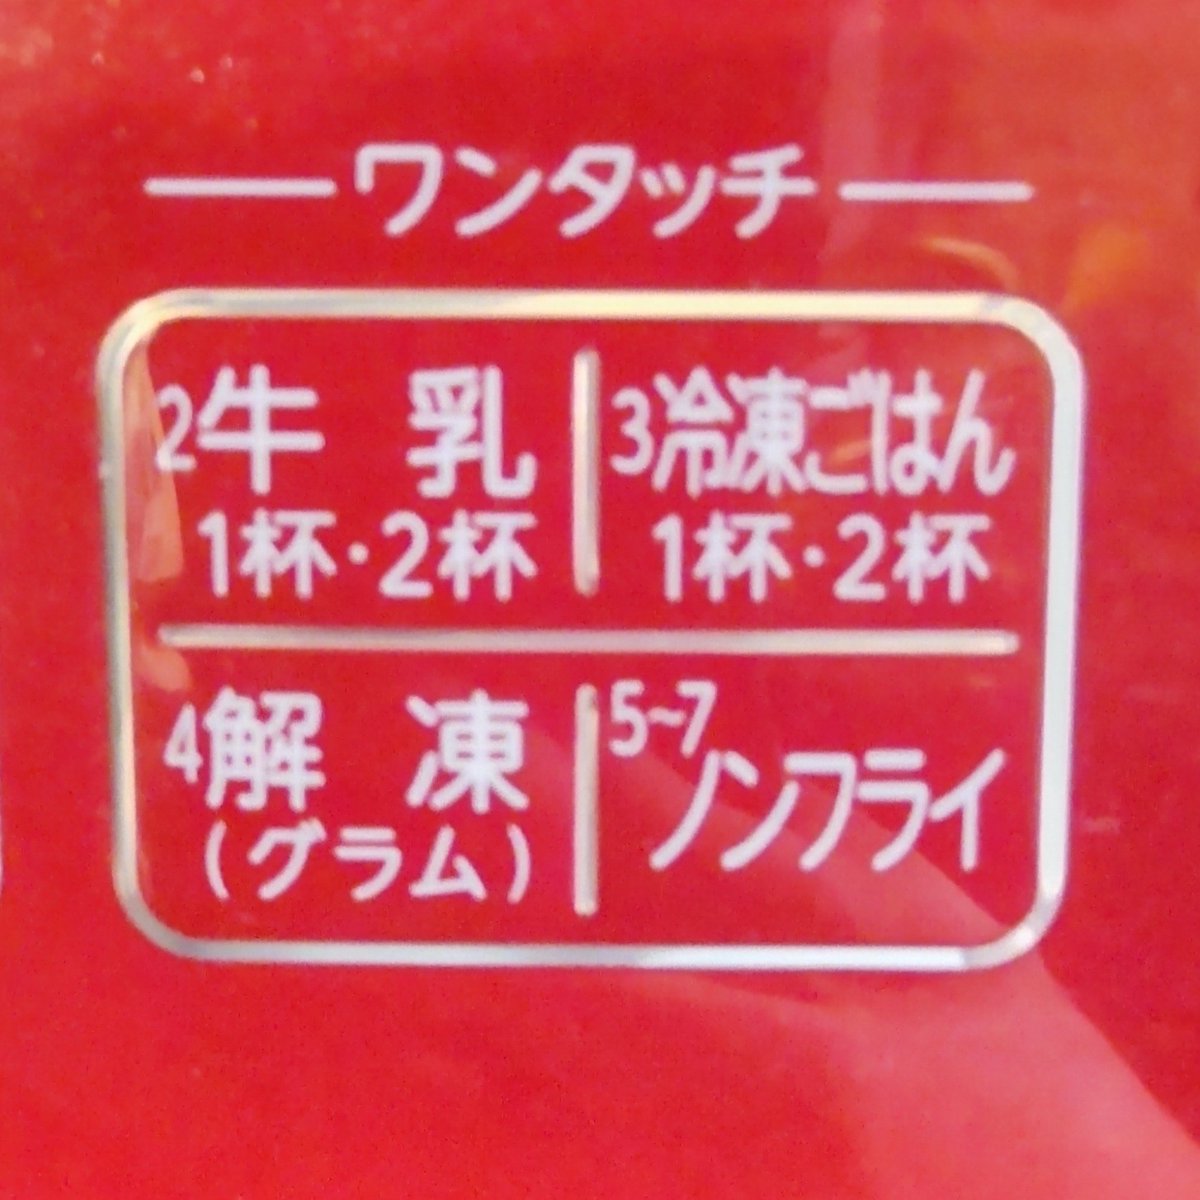 ワンタッチ
2牛乳
1杯・2杯
3冷凍ごはん
1杯・2杯
4解凍
(グラム)
5~7
ノンフライ